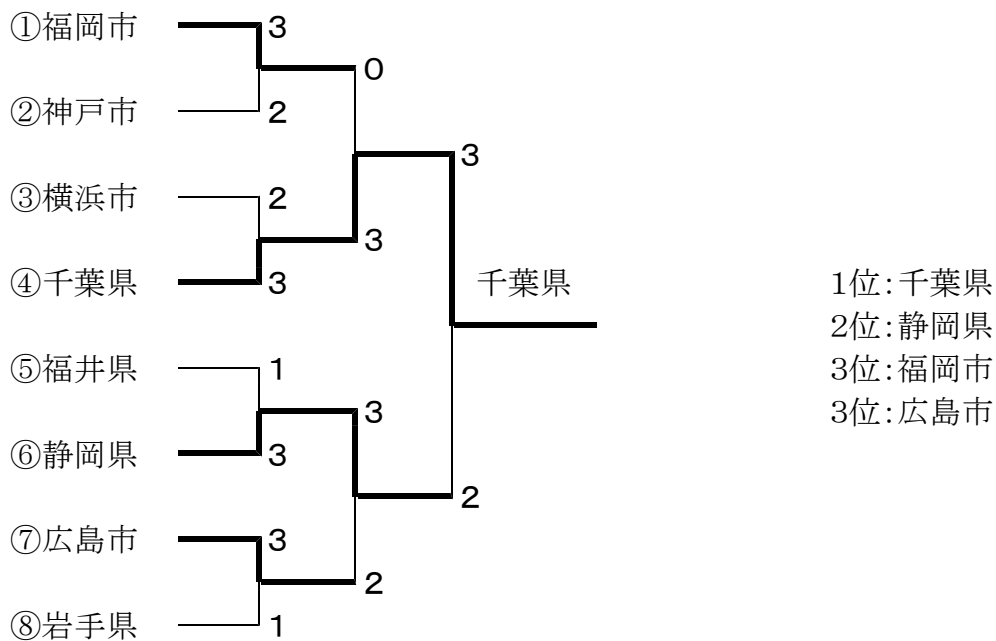 ①福岡市 3
0
②神戸市 2
3
③横浜市 2
3
④千葉県 3
千葉県
1位:千葉県
2位:静岡県
3位:福岡市
3位:広島市
⑤福井県 1
3
⑥静岡県 3
2
⑦広島市 3
2
⑧岩手県 1